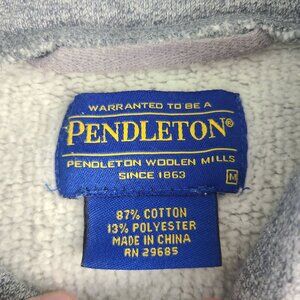 WARRANTED TO BE A
PENDLETON®
PENDLETON WOOLEN MILLS
SINCE 1863
M
87% COTTON
13% POLYESTER
MADE IN CHINA
RN 29685